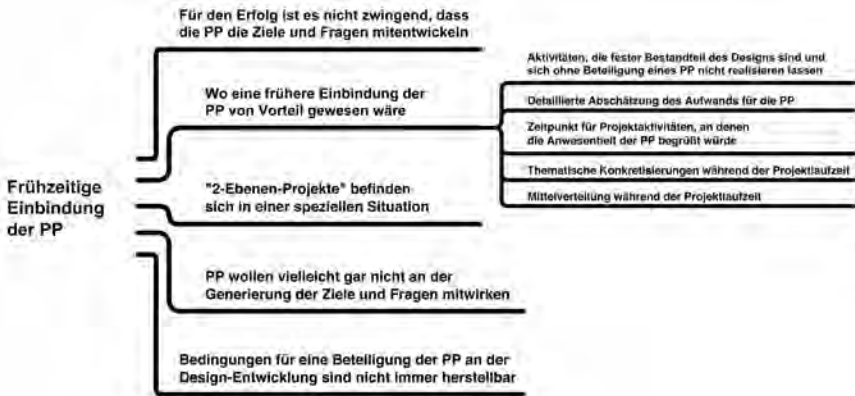 Für den Erfolg ist es nicht zwingend, dass
die PP die Ziele und Fragen mitentwickeln
Wo eine frühere Einbindung der
PP von Vorteil gewesen wäre
Aktivitäten, die fester Bestandteil des Designs sind und
sich ohne Beteiligung eines PP nicht realisieren lassen
Detaillierte Abschätzung des Aufwands für die PP
Zeitpunkt für Projektaktivitäten, an denen
die Anwesenheit der PP begrüßt würde
Thematische Konkretisierungen während der Projektlaufzeit
Mittelverteilung während der Projektlaufzeit
Frühzeitige
Einbindung
der PP
"2-Ebenen-Projekte" befinden
sich in einer speziellen Situation
PP wollen vielleicht gar nicht an der
Generierung der Ziele und Fragen mitwirken
Bedingungen für eine Beteiligung der PP an der
Design-Entwicklung sind nicht immer herstellbar